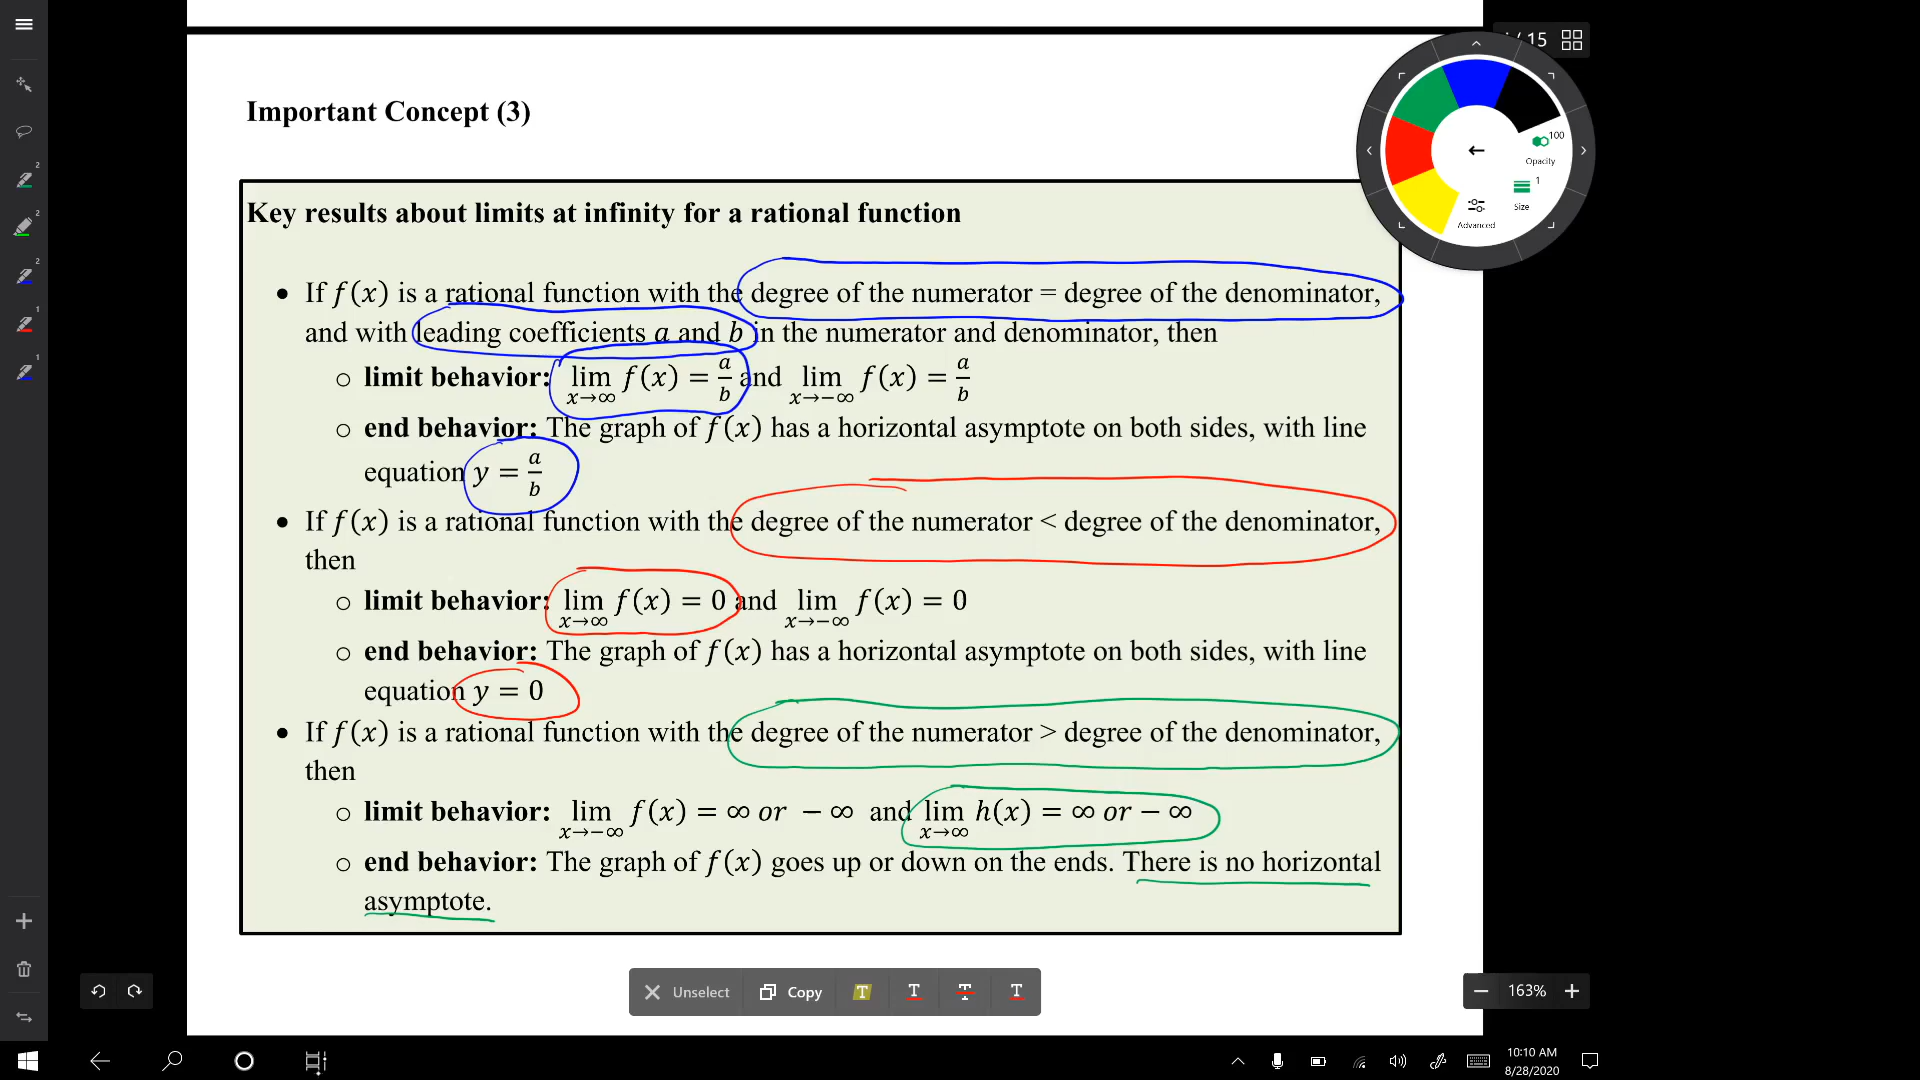 / 15
Important Concept (3)
100
Opacity
1
Size
Advanced
Key results about limits at infinity for a rational function
• If f(x) is a rational function with the degree of the numerator = degree of the denominator,
and with leading coefficients a and b in the numerator and denominator, then
○ limit behavior: lim x→∞ f(x) = a/b and lim x→−∞ f(x) = a/b
○ end behavior: The graph of f(x) has a horizontal asymptote on both sides, with line
equation y = a/b
• If f(x) is a rational function with the degree of the numerator < degree of the denominator,
then
○ limit behavior: lim x→∞ f(x) = 0 and lim x→−∞ f(x) = 0
○ end behavior: The graph of f(x) has a horizontal asymptote on both sides, with line
equation y = 0
• If f(x) is a rational function with the degree of the numerator > degree of the denominator,
then
○ limit behavior: lim x→−∞ f(x) = ∞ or − ∞ and lim x→∞ h(x) = ∞ or − ∞
○ end behavior: The graph of f(x) goes up or down on the ends. There is no horizontal
asymptote.
2
2
2
1
1
Unselect Copy T T T T
163%
10:10 AM
8/28/2020